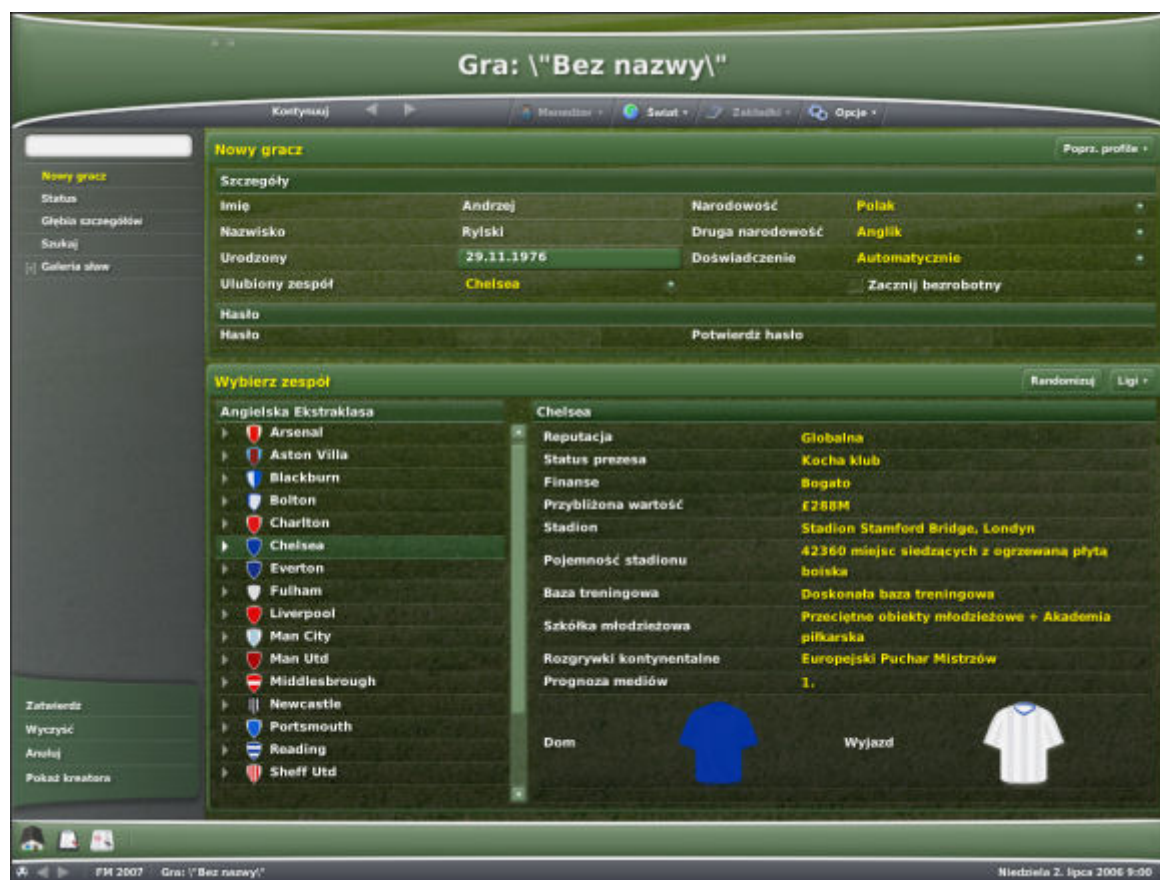 Gra: \"Bez nazwy\"
Kontynuuj Menedżer Świat Zakładki Opcje
Nowy gracz Poprz. profile
Nowy gracz
Status
Głębia szczegółów
Szukaj
[+] Galeria sław
Szczegóły
Imię Andrzej Narodowość Polak
Nazwisko Rylski Druga narodowość Anglik
Urodzony 29.11.1976 Doświadczenie Automatycznie
Ulubiony zespół Chelsea Zacznij bezrobotny
Hasło
Hasło Potwierdź hasło
Wybierz zespół Randomizuj Ligi
Angielska Ekstraklasa
Arsenal
Aston Villa
Blackburn
Bolton
Charlton
Chelsea
Everton
Fulham
Liverpool
Man City
Man Utd
Middlesbrough
Newcastle
Portsmouth
Reading
Sheff Utd
Chelsea
Reputacja Globalna
Status prezesa Kocha klub
Finanse Bogato
Przybliżona wartość £288M
Stadion Stadion Stamford Bridge, Londyn
Pojemność stadionu 42360 miejsc siedzących z ogrzewaną płytą
boiska
Baza treningowa Doskonała baza treningowa
Szkółka młodzieżowa Przeciętne obiekty młodzieżowe + Akademia
piłkarska
Rozgrywki kontynentalne Europejski Puchar Mistrzów
Prognoza mediów 1.
Dom Wyjazd
Zatwierdź
Wyczyść
Anuluj
Pokaż kreatora
FM 2007 Gra: \"Bez nazwy\" Niedziela 2. lipca 2006 9:00